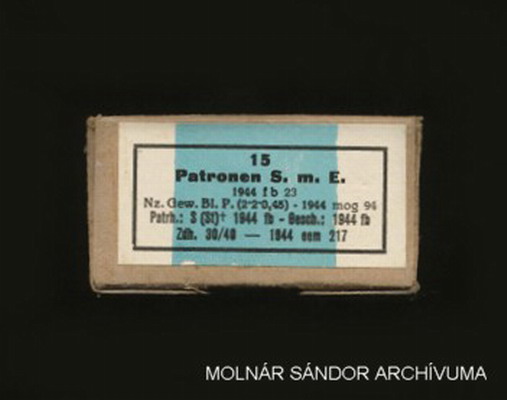 15
Patronen S. m. E.
1944 fb 23
Nz. Gew. Bl. P. (2·2·0,45) - 1944 mog 94
Patrh.: S (St)+ 1944 fb - Gesch.: 1944 fb
Zdh. 30/40 — 1944 eem 217
MOLNÁR SÁNDOR ARCHÍVUMA